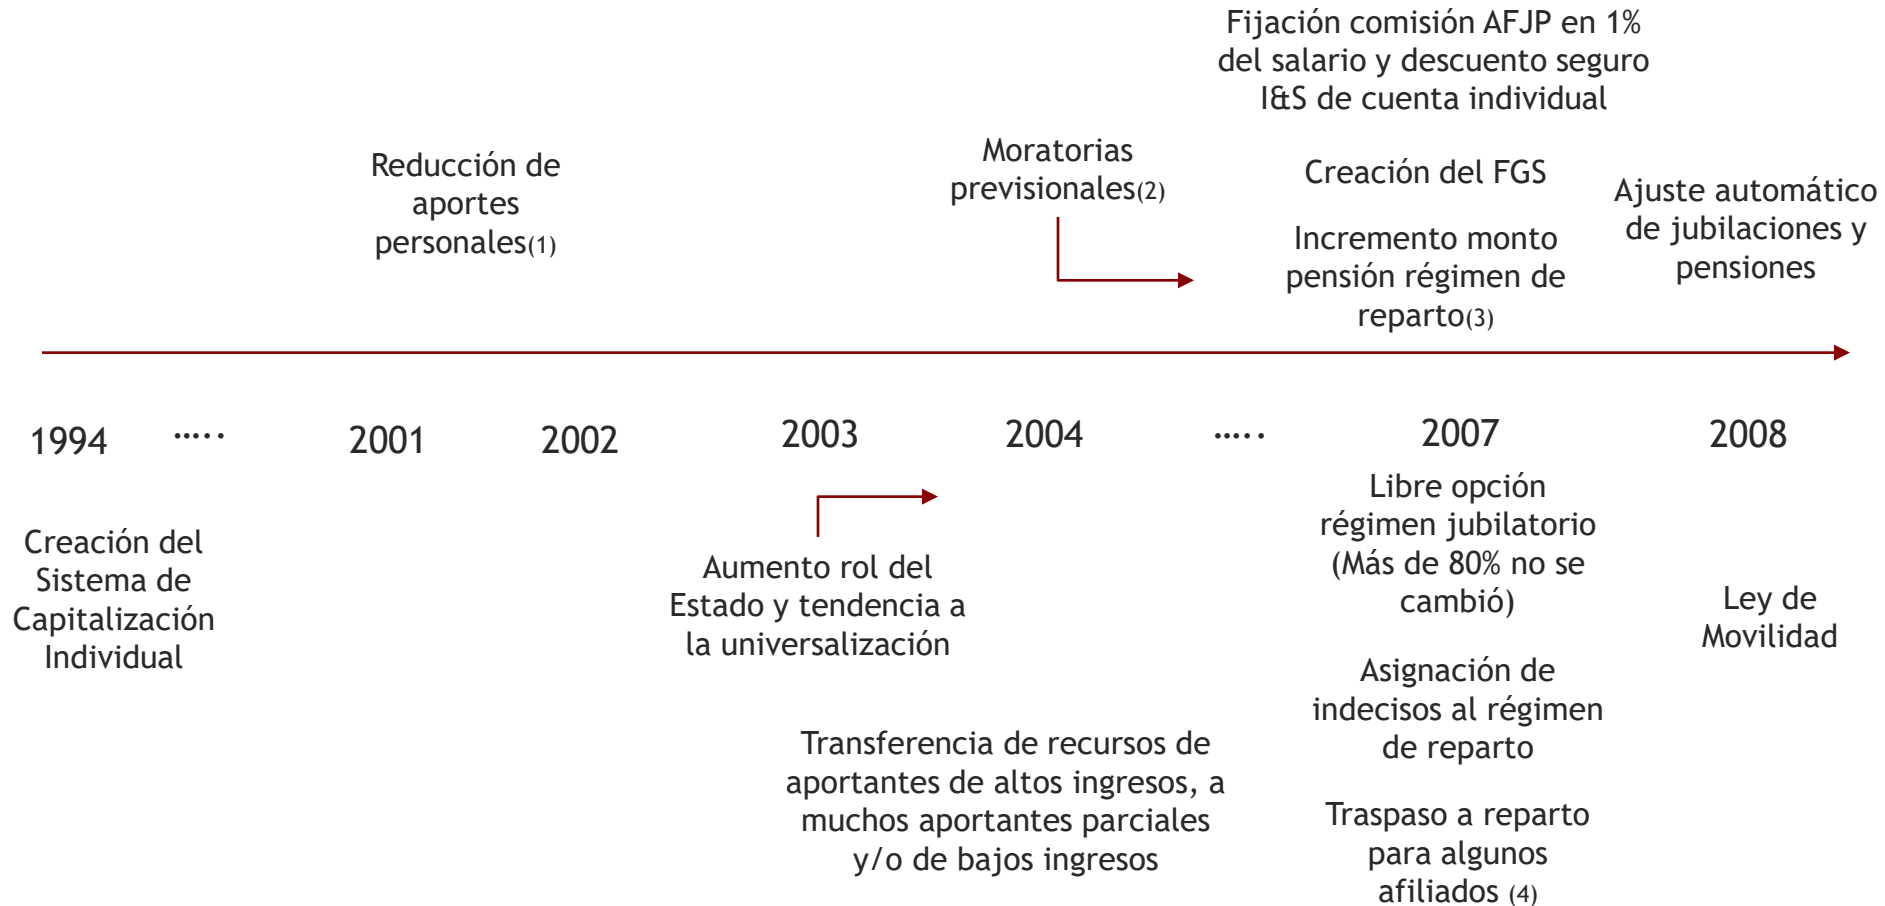 Fijación comisión AFJP en 1%
del salario y descuento seguro
I&S de cuenta individual
Reducción de
aportes
personales(1)
Moratorias
previsionales(2)
Creación del FGS
Incremento monto
pensión régimen de
reparto(3)
Ajuste automático
de jubilaciones y
pensiones
1994 ..... 2001 2002 2003 2004 ..... 2007 2008
Creación del
Sistema de
Capitalización
Individual
Aumento rol del
Estado y tendencia a
la universalización
Transferencia de recursos de
aportantes de altos ingresos, a
muchos aportantes parciales
y/o de bajos ingresos
Libre opción
régimen jubilatorio
(Más de 80% no se
cambió)
Asignación de
indecisos al régimen
de reparto
Traspaso a reparto
para algunos
afiliados (4)
Ley de
Movilidad